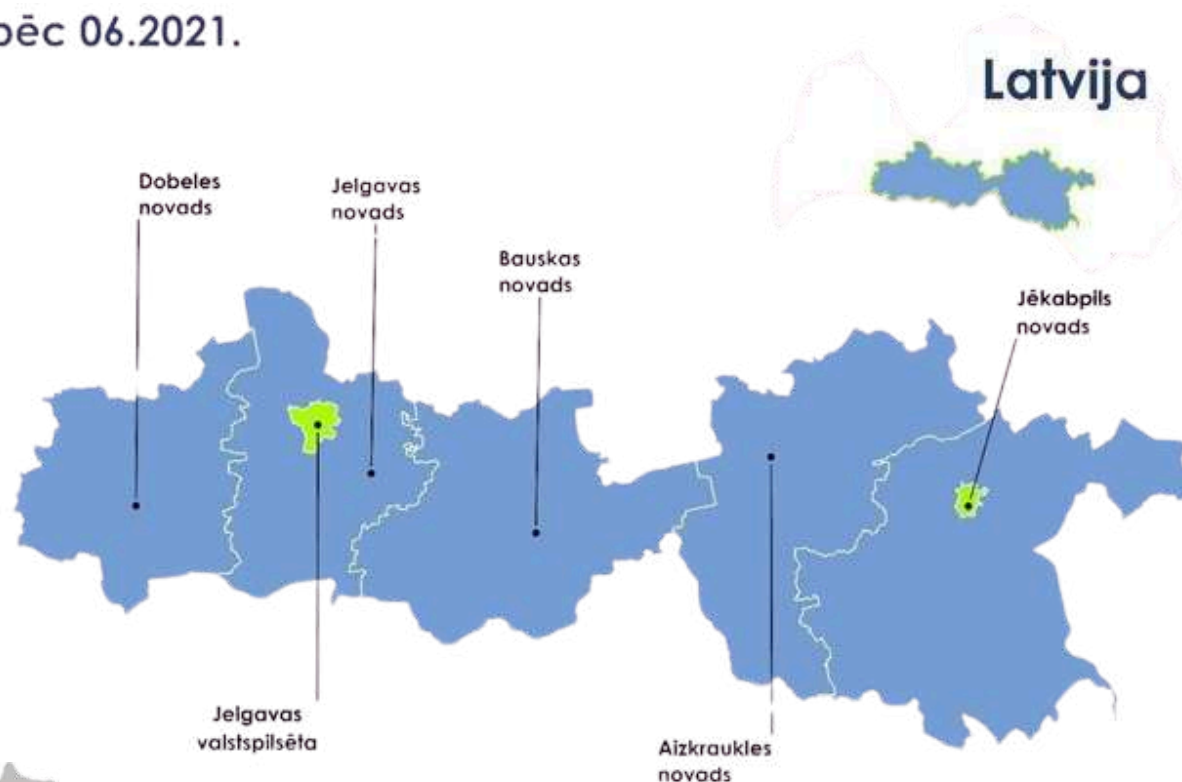 pēc 06.2021.
Latvija
Dobeles
novads
Jelgavas
novads
Bauskas
novads
Jēkabpils
novads
Jelgavas
valstspilsēta
Aizkraukles
novads